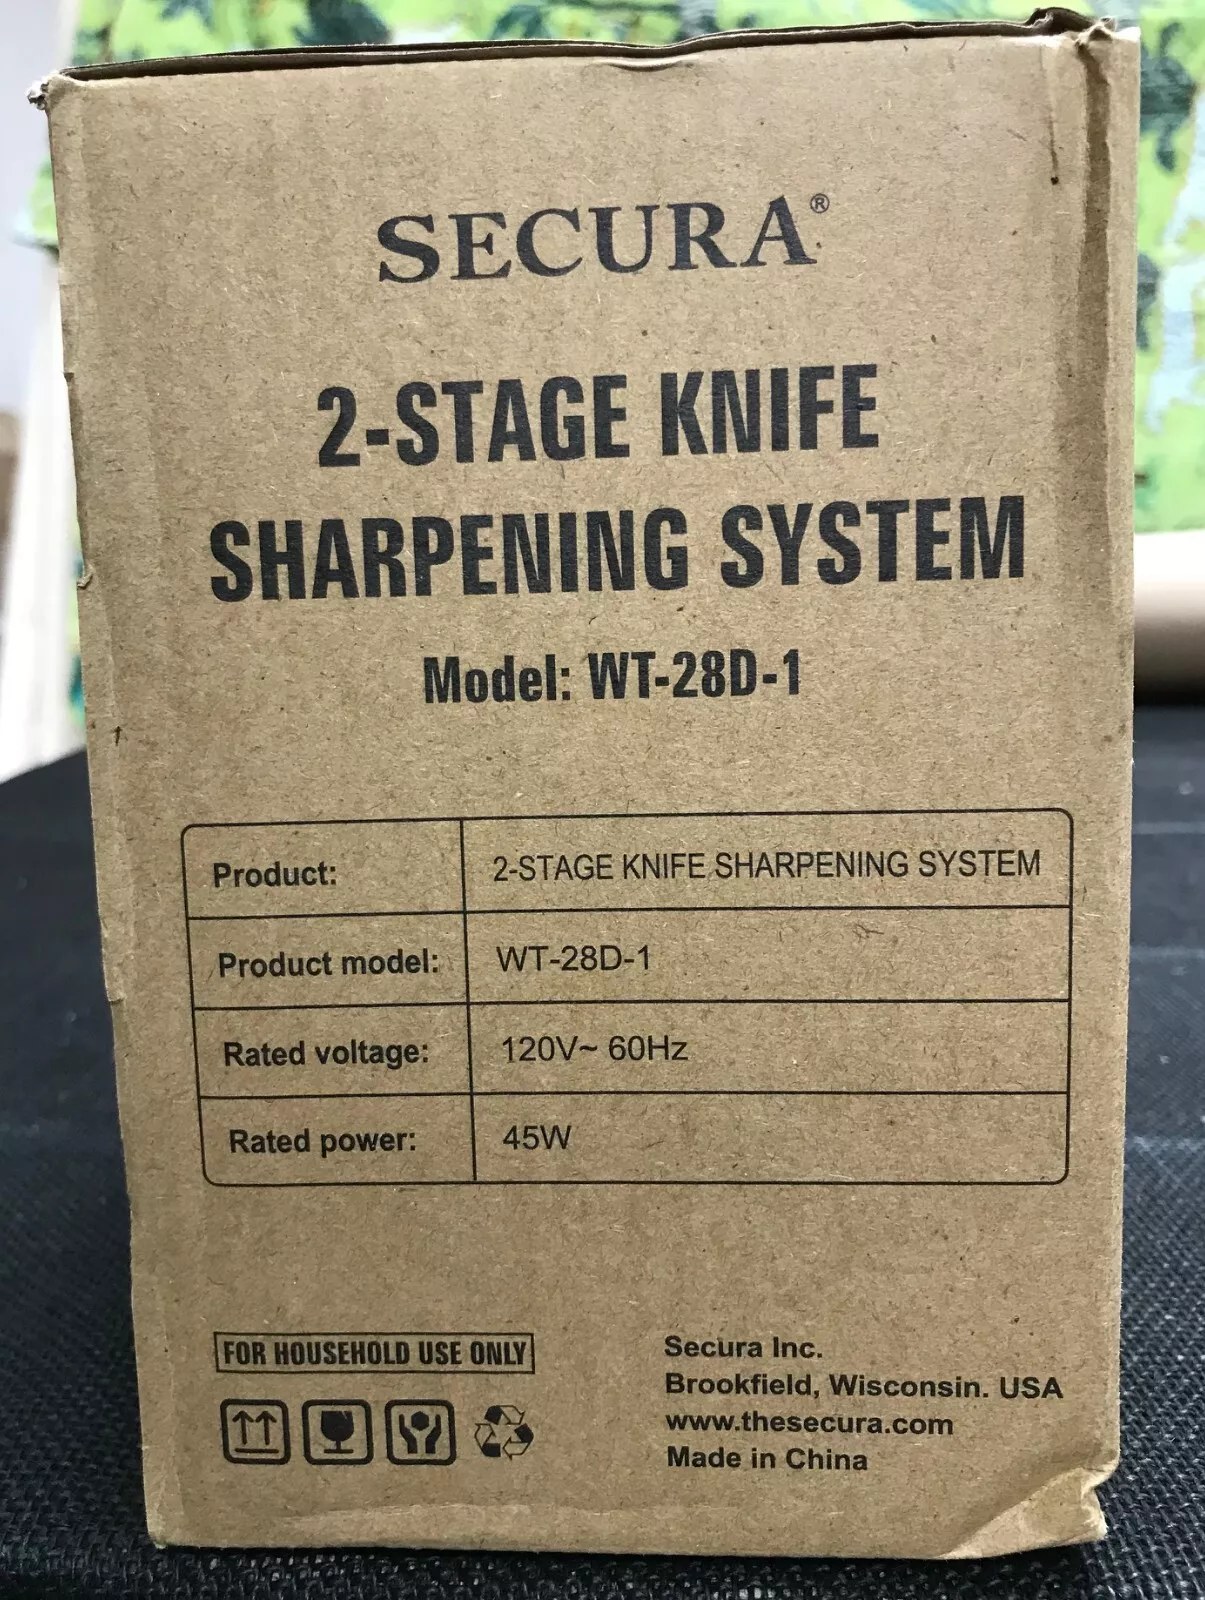 SECURA®
2-STAGE KNIFE
SHARPENING SYSTEM
Model: WT-28D-1
Product: 2-STAGE KNIFE SHARPENING SYSTEM
Product model: WT-28D-1
Rated voltage: 120V~ 60Hz
Rated power: 45W
FOR HOUSEHOLD USE ONLY
Secura Inc.
Brookfield, Wisconsin. USA
www.thesecura.com
Made in China